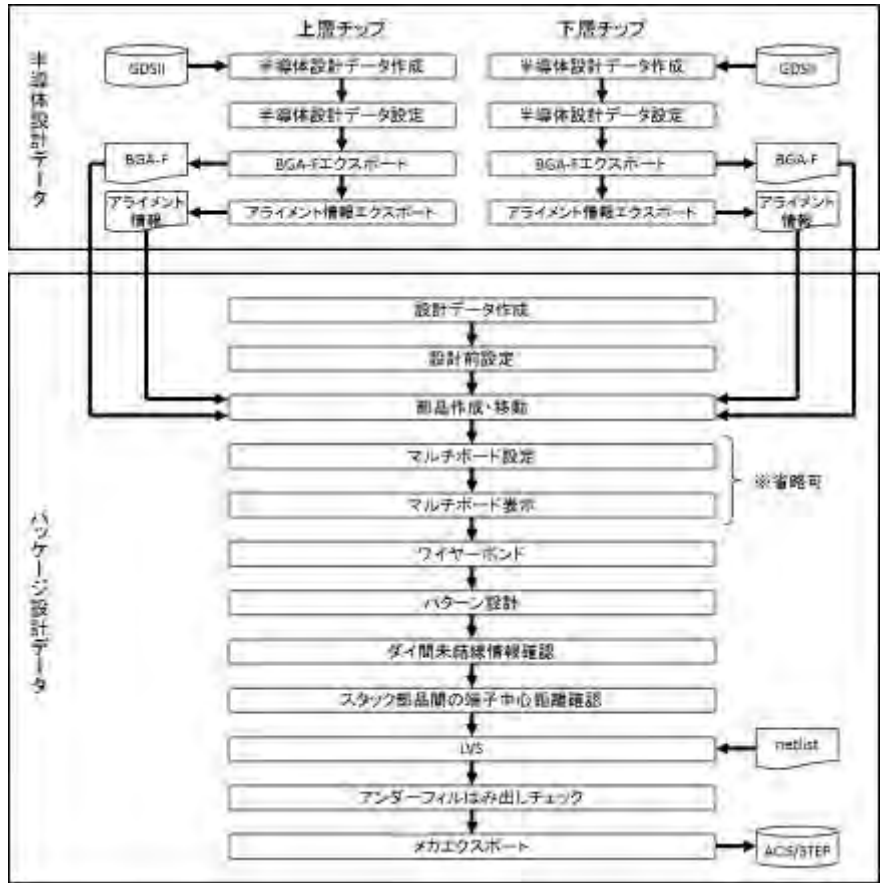 上層チップ
下層チップ
半導体設計データ
GDSII
半導体設計データ作成
半導体設計データ作成
GDSII
半導体設計データ設定
半導体設計データ設定
BGA-F
BGA-Fエクスポート
BGA-Fエクスポート
BGA-F
アライメント
情報
アライメント情報エクスポート
アライメント情報エクスポート
アライメント
情報
パッケージ設計データ
設計データ作成
設計前設定
部品作成・移動
マルチボード設定
マルチボード表示
※省略可
ワイヤーボンド
パターン設計
ダイ間未結線情報確認
スタック部品間の端子中心距離確認
LVS
netlist
アンダーフィルはみ出しチェック
メカエクスポート
ACIS/STEP